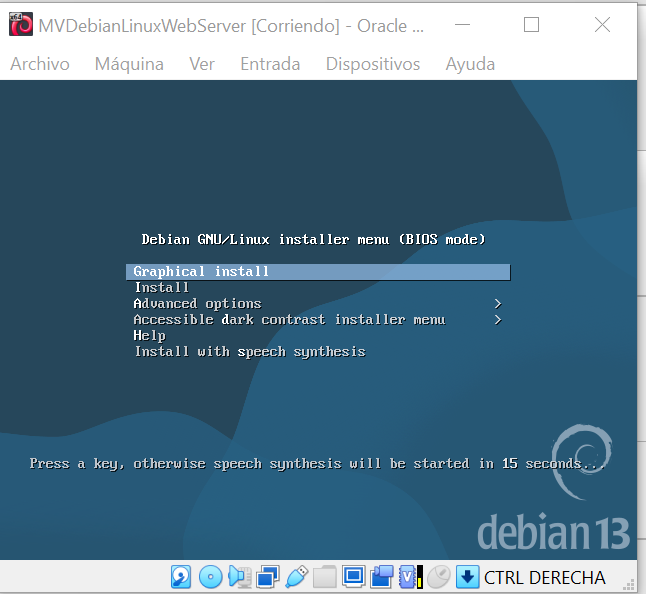 MVDebianLinuxWebServer [Corriendo] - Oracle ...
Archivo Máquina Ver Entrada Dispositivos Ayuda
Debian GNU/Linux installer menu (BIOS mode)
Graphical install
Install
Advanced options >
Accessible dark contrast installer menu >
Help
Install with speech synthesis
Press a key, otherwise speech synthesis will be started in 15 seconds...
debian 13
CTRL DERECHA